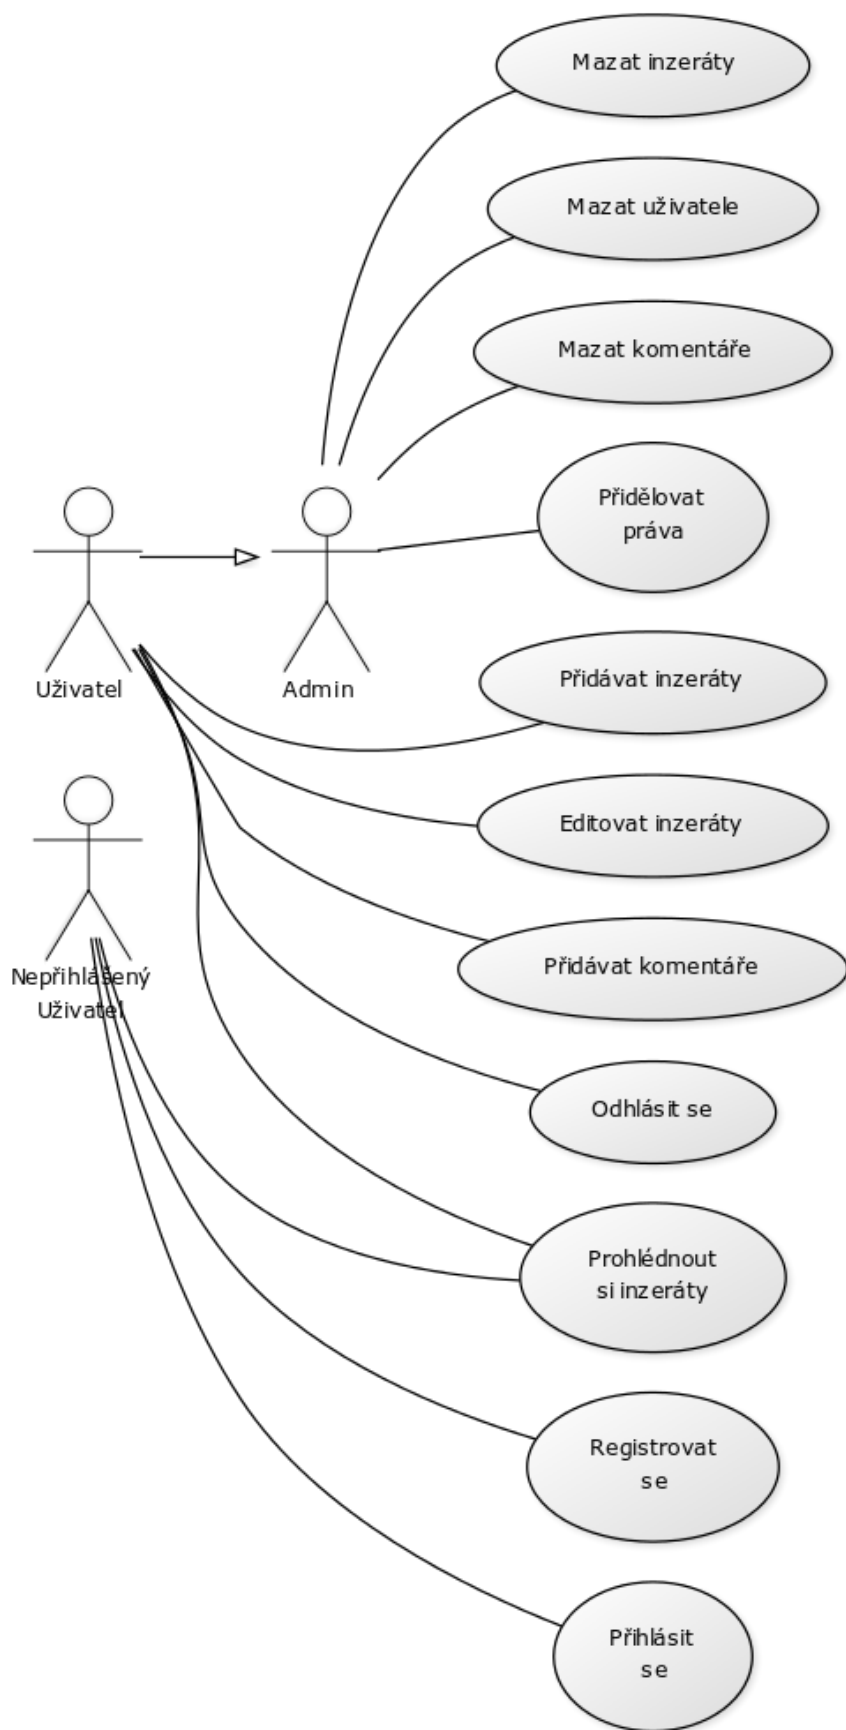 Mazat inzeráty
Mazat uživatele
Mazat komentáře
Přidělovat
práva
Uživatel
Admin
Přidávat inzeráty
Editovat inzeráty
Přidávat komentáře
Nepřihlášený
Uživatel
Odhlásit se
Prohlédnout
si inzeráty
Registrovat
se
Přihlásit
se